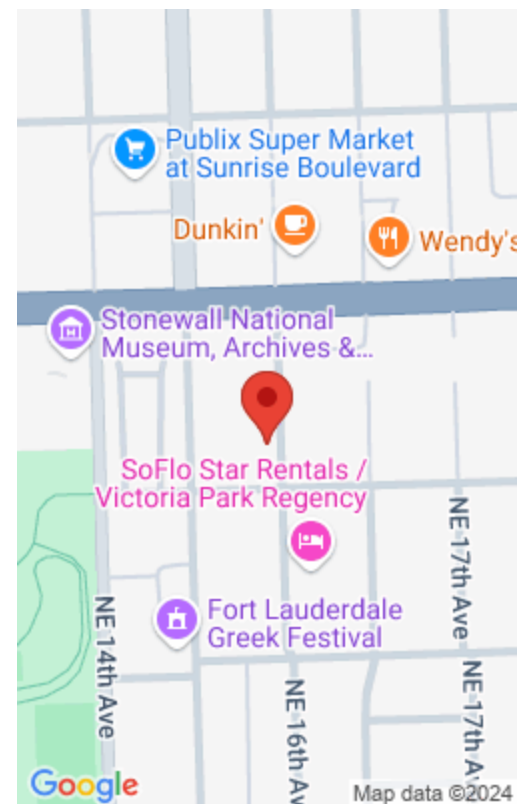 Publix Super Market
at Sunrise Boulevard
Dunkin'
Wendy's
Stonewall National
Museum, Archives &...
SoFlo Star Rentals /
Victoria Park Regency
NE 17th Ave
Fort Lauderdale
Greek Festival
NE 14th Ave
NE 16th Av
NE 17th A
Google
Map data ©2024